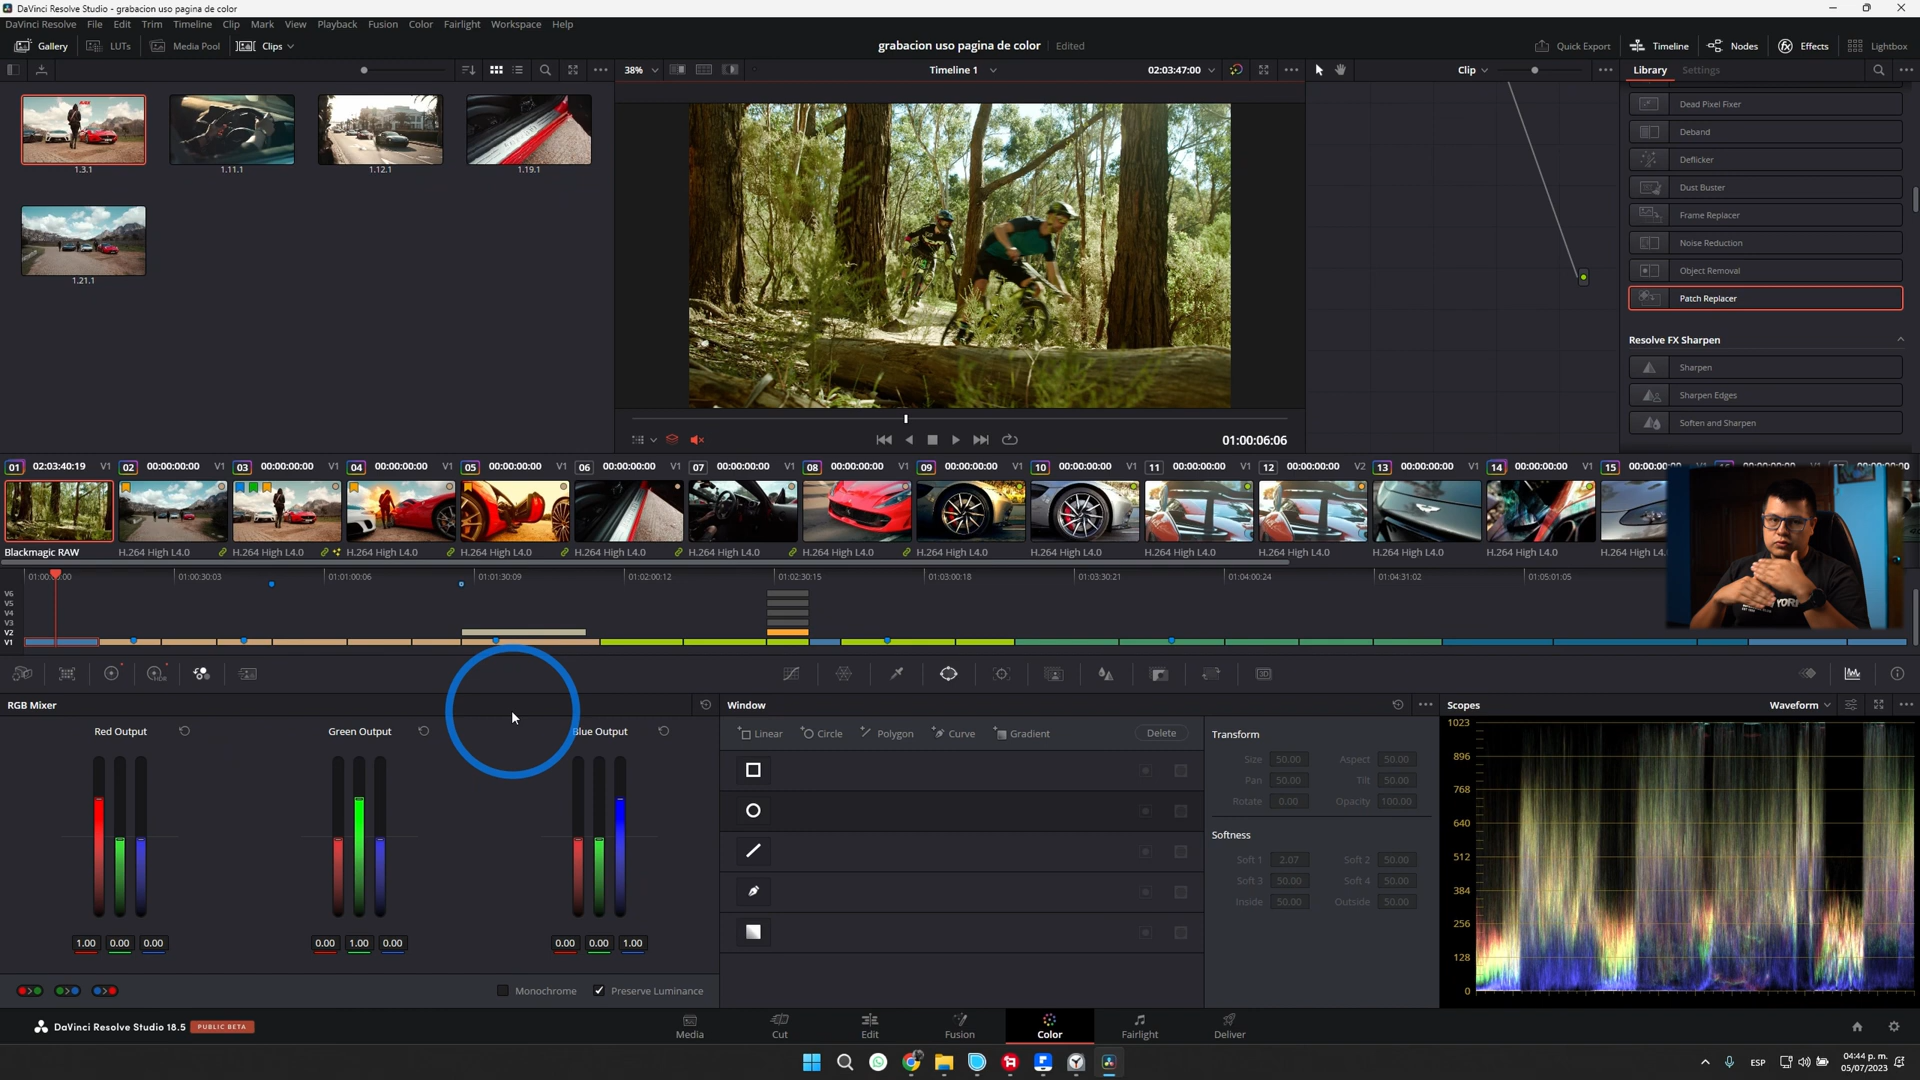 DaVinci Resolve Studio - grabacion uso pagina de color
DaVinci Resolve File Edit Trim Timeline Clip Mark View Playback Fusion Color Fairlight Workspace Help
Gallery LUTs Media Pool Clips
grabacion uso pagina de color Edited
Quick Export Timeline Nodes Effects Lightbox
38% Timeline 1 02:03:47:00 Clip Library Settings
1.3.1 1.11.1 1.12.1 1.19.1
1.21.1
Dead Pixel Fixer
Deband
Deflicker
Dust Buster
Frame Replacer
Noise Reduction
Object Removal
Patch Replacer
Resolve FX Sharpen
Sharpen
Sharpen Edges
Soften and Sharpen
01:00:06:06
01 02:03:40:19 V1 02 00:00:00:00 V1 03 00:00:00:00 V1 04 00:00:00:00 V1 05 00:00:00:00 V1 06 00:00:00:00 V1 07 00:00:00:00 V1 08 00:00:00:00 V1 09 00:00:00:00 V1 10 00:00:00:00 V1 11 00:00:00:00 V1 12 00:00:00:00 V2 13 00:00:00:00 V1 14 00:00:00:00 V1 15
Blackmagic RAW H.264 High L4.0 H.264 High L4.0 H.264 High L4.0 H.264 High L4.0 H.264 High L4.0 H.264 High L4.0 H.264 High L4.0 H.264 High L4.0 H.264 High L4.0 H.264 High L4.0 H.264 High L4.0 H.264 High L4.0 H.264 High L4.0 H.264 High L4.
01:00:30:03 01:01:00:06 01:01:30:09 01:02:00:12 01:02:30:15 01:03:00:18 01:03:30:21 01:04:00:24 01:04:31:02 01:05:01:05
V6
V5
V4
V3
V2
V1
HDR
3D
RGB Mixer
Red Output Green Output Blue Output
1.00 0.00 0.00 0.00 1.00 0.00 0.00 0.00 1.00
Monochrome Preserve Luminance
Window
Linear Circle Polygon Curve Gradient Delete
Transform
Size 50.00 Aspect 50.00
Pan 50.00 Tilt 50.00
Rotate 0.00 Opacity 100.00
Softness
Soft 1 2.07 Soft 2 50.00
Soft 3 50.00 Soft 4 50.00
Inside 50.00 Outside 50.00
Scopes Waveform
1023
896
768
640
512
384
256
128
0
DaVinci Resolve Studio 18.5 PUBLIC BETA
Media Cut Edit Fusion Color Fairlight Deliver
ESP
04:44 p. m.
05/07/2023